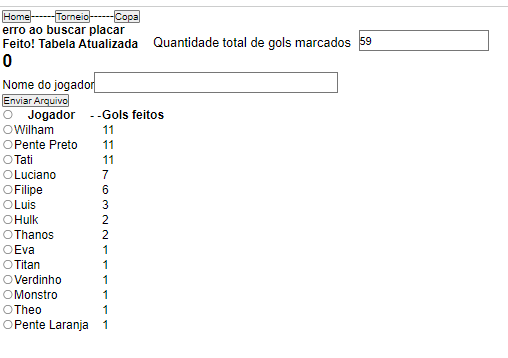 Home------Torneio------Copa
erro ao buscar placar
Feito! Tabela Atualizada Quantidade total de gols marcados 59
0
Nome do jogador
Enviar Arquivo
Jogador - -Gols feitos
Wilham 11
Pente Preto 11
Tati 11
Luciano 7
Filipe 6
Luis 3
Hulk 2
Thanos 2
Eva 1
Titan 1
Verdinho 1
Monstro 1
Theo 1
Pente Laranja 1